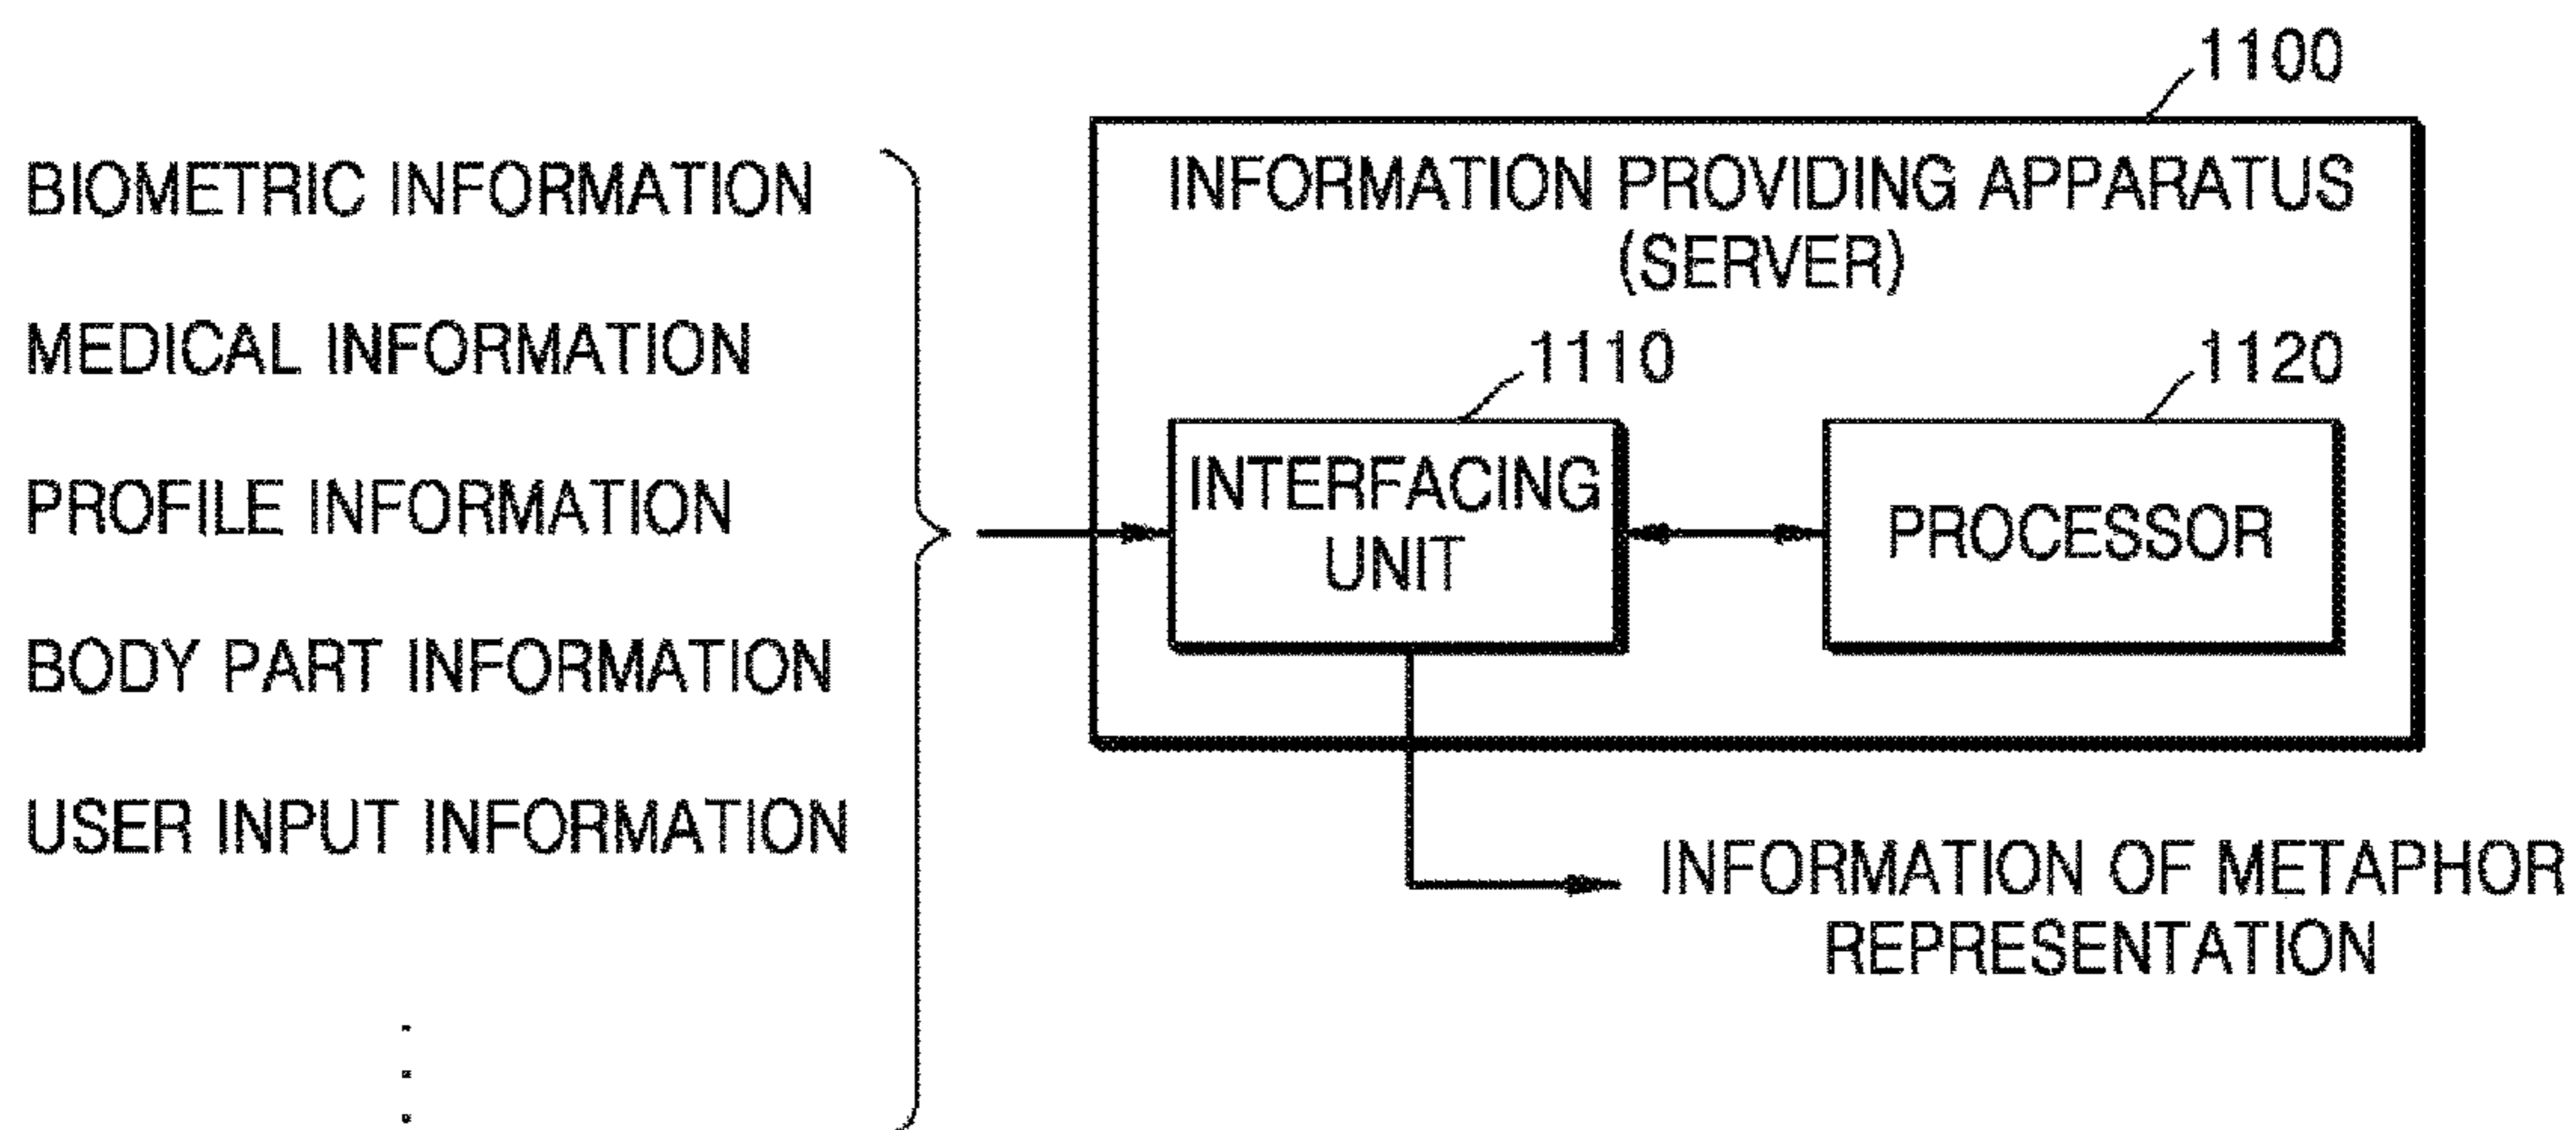 BIOMETRIC INFORMATION
MEDICAL INFORMATION
PROFILE INFORMATION
BODY PART INFORMATION
USER INPUT INFORMATION
1100
INFORMATION PROVIDING APPARATUS
(SERVER)
1110
INTERFACING
UNIT
1120
PROCESSOR
INFORMATION OF METAPHOR
REPRESENTATION